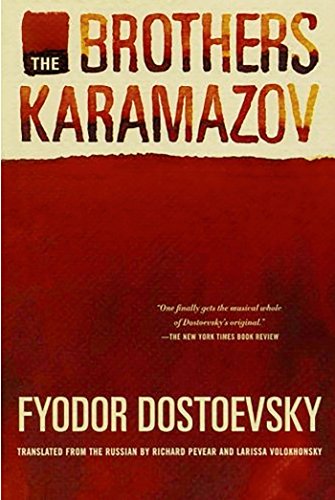 THE BROTHERS
KARAMAZOV
"One finally gets the musical whole
of Dostoevsky's original."
—THE NEW YORK TIMES BOOK REVIEW
FYODOR DOSTOEVSKY
TRANSLATED FROM THE RUSSIAN BY RICHARD PEVEAR AND LARISSA VOLOKHONSKY